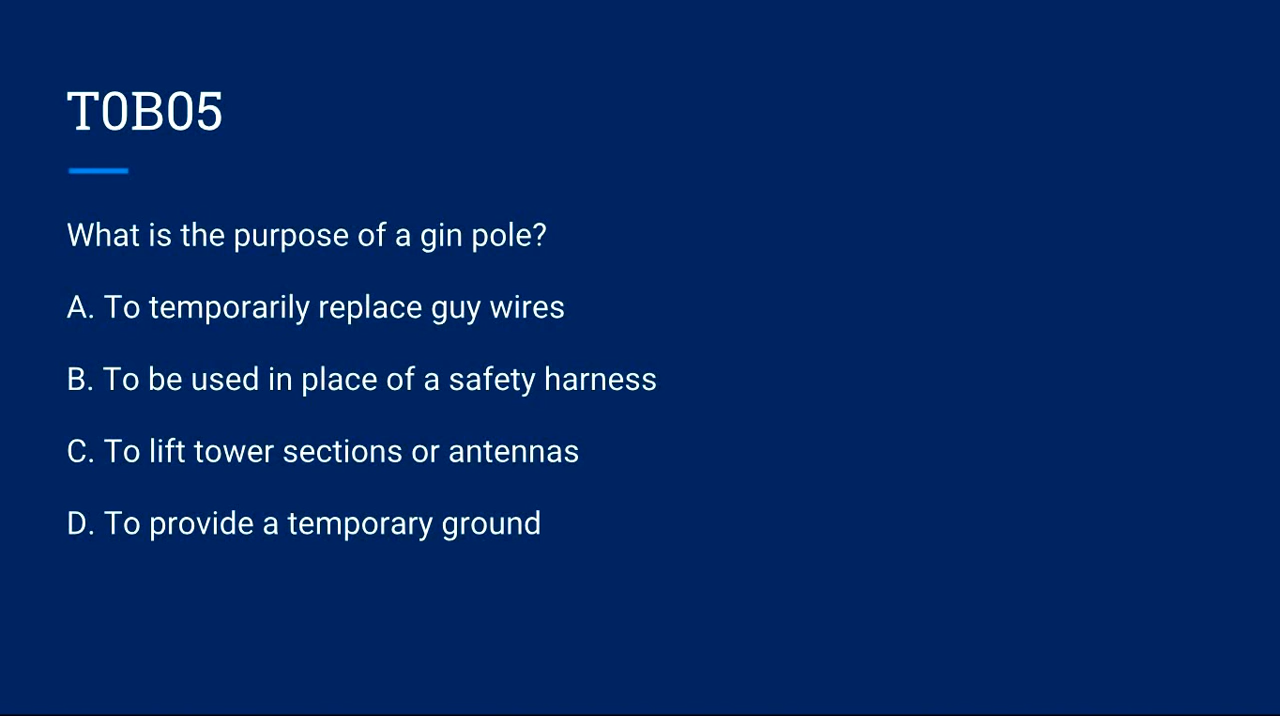 T0B05
What is the purpose of a gin pole?
A. To temporarily replace guy wires
B. To be used in place of a safety harness
C. To lift tower sections or antennas
D. To provide a temporary ground